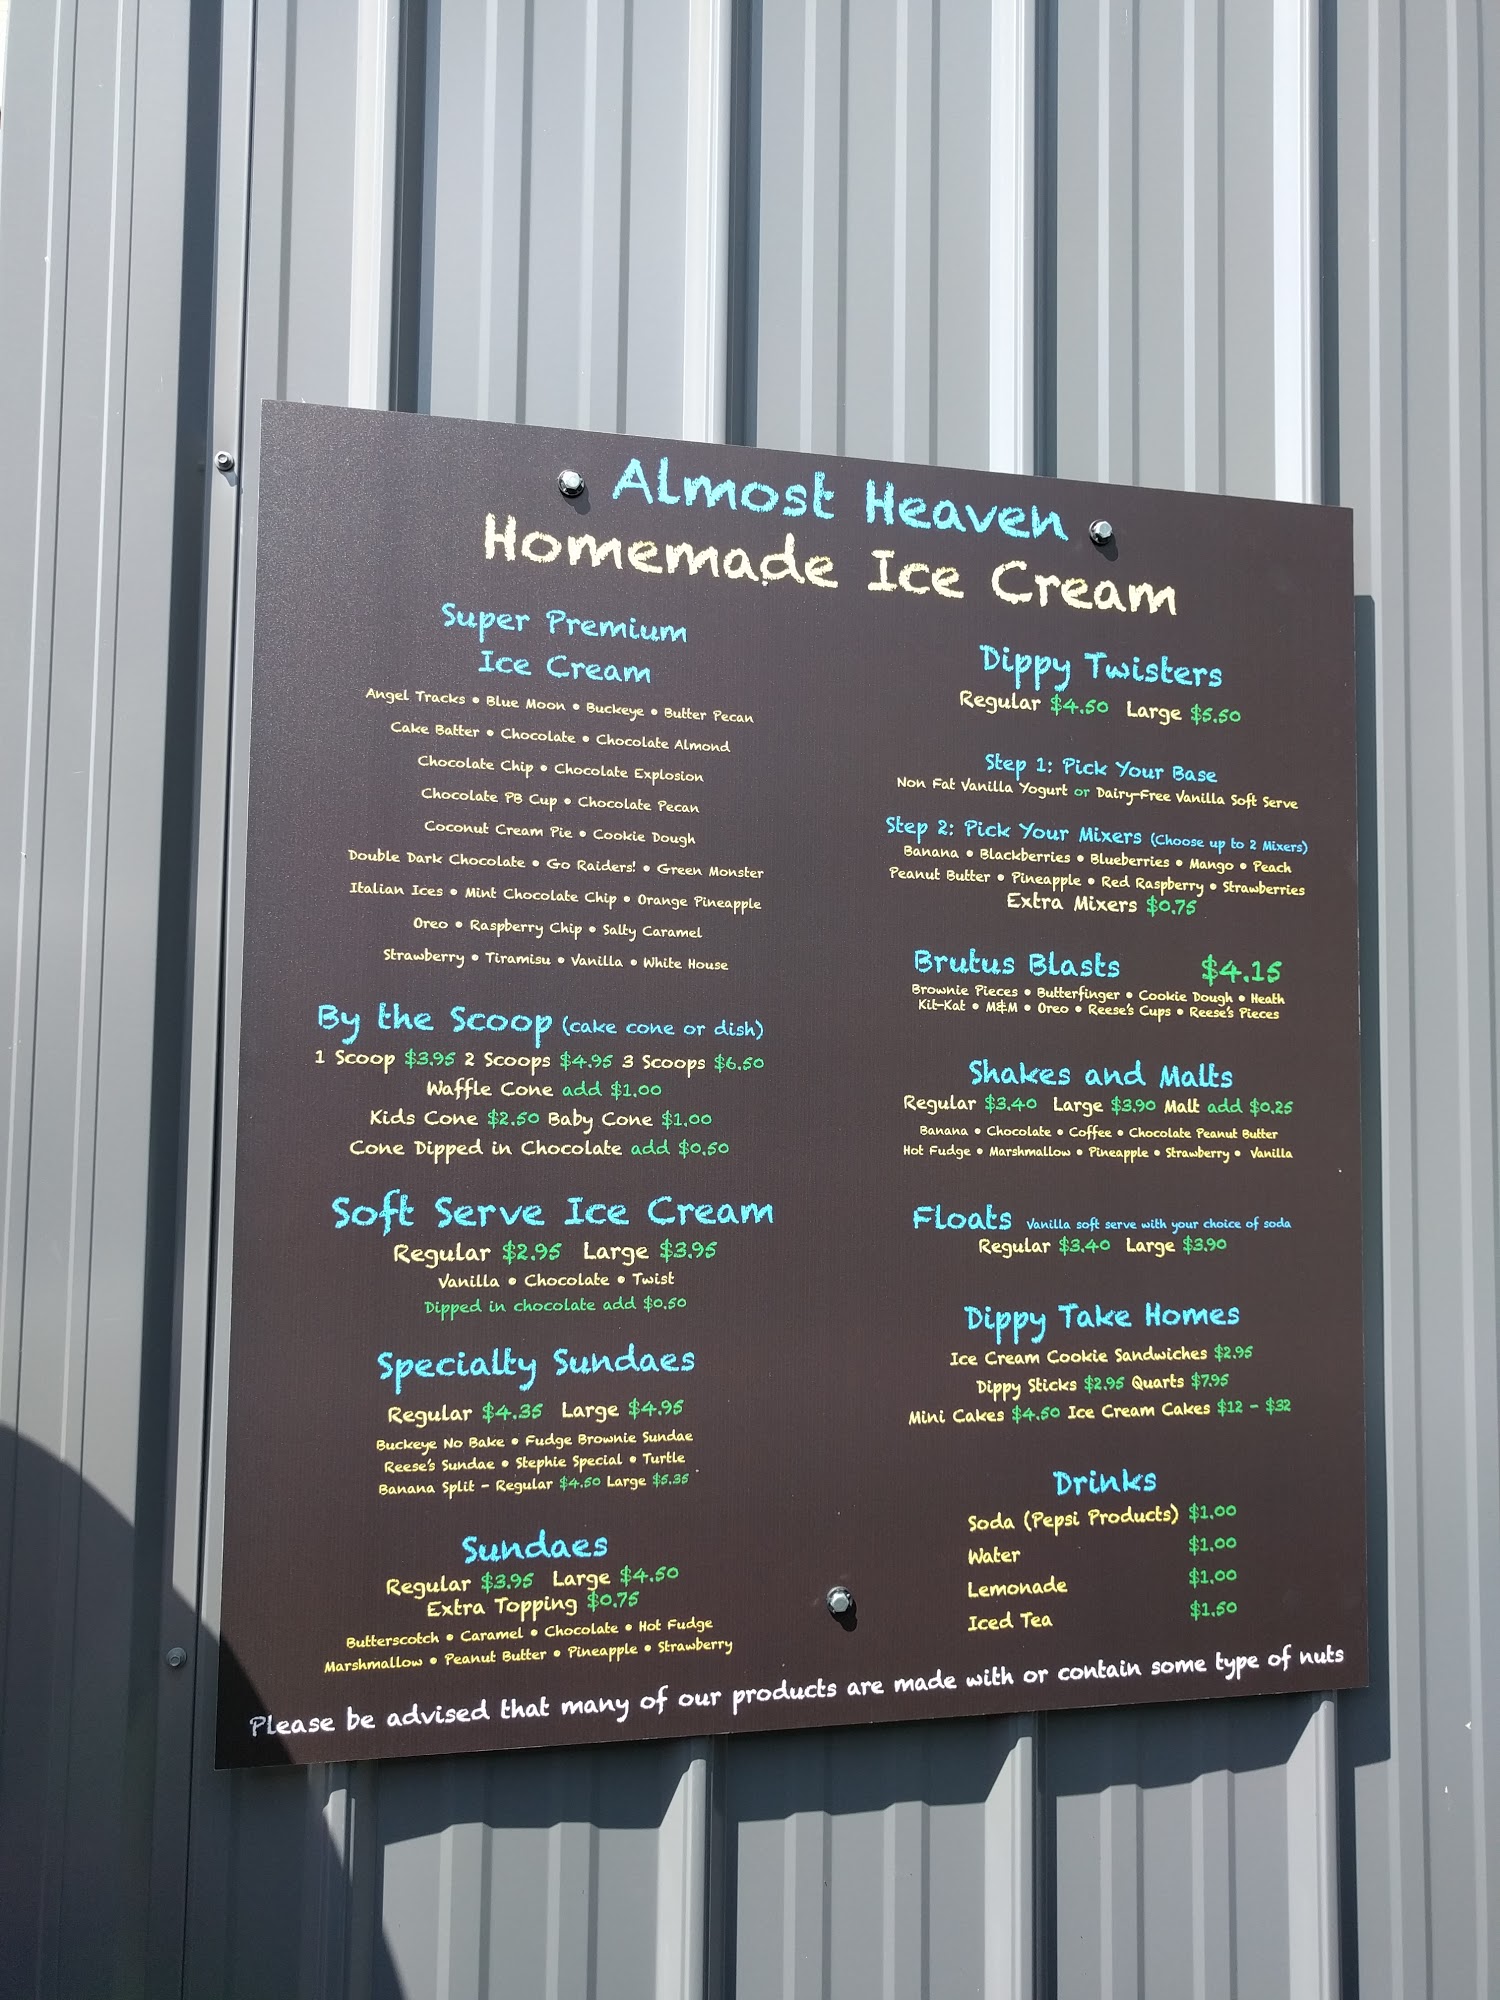 Almost Heaven
Homemade Ice Cream
Super Premium
Ice Cream
Angel Tracks • Blue Moon • Buckeye • Butter Pecan
Cake Batter • Chocolate • Chocolate Almond
Chocolate Chip • Chocolate Explosion
Chocolate PB Cup • Chocolate Pecan
Coconut Cream Pie • Cookie Dough
Double Dark Chocolate • Go Raiders! • Green Monster
Italian Ices • Mint Chocolate Chip • Orange Pineapple
Oreo • Raspberry Chip • Salty Caramel
Strawberry • Tiramisu • Vanilla • White House
By the Scoop (cake cone or dish)
1 Scoop $3.95 2 Scoops $4.95 3 Scoops $6.50
Waffle Cone add $1.00
Kids Cone $2.50 Baby Cone $1.00
Cone Dipped in Chocolate add $0.50
Soft Serve Ice Cream
Regular $2.95 Large $3.95
Vanilla • Chocolate • Twist
Dipped in chocolate add $0.50
Specialty Sundaes
Regular $4.35 Large $4.95
Buckeye No Bake • Fudge Brownie Sundae
Reese's Sundae • Stephie Special • Turtle
Banana Split - Regular $4.50 Large $5.35
Sundaes
Regular $3.95 Large $4.50
Extra Topping $0.75
Butterscotch • Caramel • Chocolate • Hot Fudge
Marshmallow • Peanut Butter • Pineapple • Strawberry
Dippy Twisters
Regular $4.50 Large $5.50
Step 1: Pick Your Base
Non Fat Vanilla Yogurt or Dairy-Free Vanilla Soft Serve
Step 2: Pick Your Mixers (Choose up to 2 Mixers)
Banana • Blackberries • Blueberries • Mango • Peach
Peanut Butter • Pineapple • Red Raspberry • Strawberries
Extra Mixers $0.75
Brutus Blasts $4.15
Brownie Pieces • Butterfinger • Cookie Dough • Heath
Kit-Kat • M&M • Oreo • Reese's Cups • Reese's Pieces
Shakes and Malts
Regular $3.40 Large $3.90 Malt add $0.25
Banana • Chocolate • Coffee • Chocolate Peanut Butter
Hot Fudge • Marshmallow • Pineapple • Strawberry • Vanilla
Floats Vanilla soft serve with your choice of soda
Regular $3.40 Large $3.90
Dippy Take Homes
Ice Cream Cookie Sandwiches $2.95
Dippy Sticks $2.95 Quarts $7.95
Mini Cakes $4.50 Ice Cream Cakes $12 - $32
Drinks
Soda (Pepsi Products) $1.00
Water $1.00
Lemonade $1.00
Iced Tea $1.50
Please be advised that many of our products are made with or contain some type of nuts